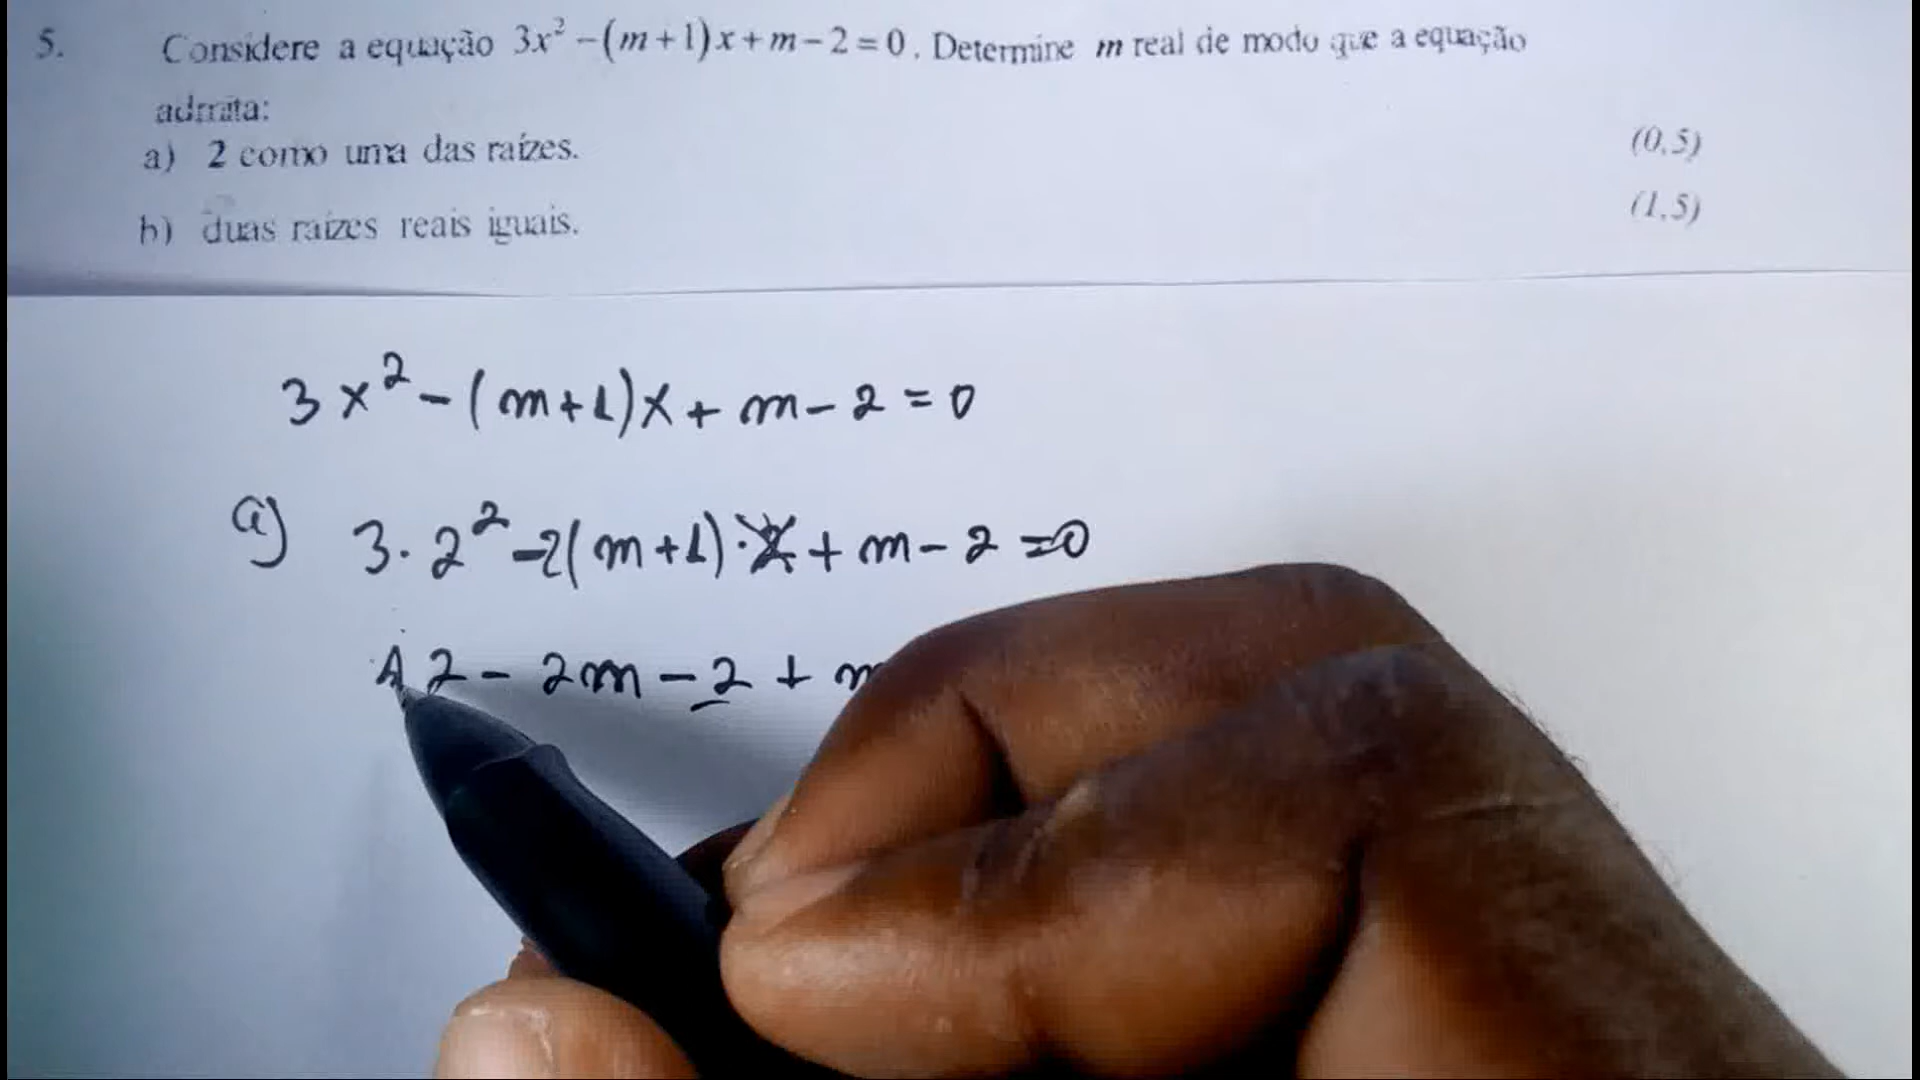 5. Considere a equação 3x² - (m+1)x + m - 2 = 0. Determine m real de modo que a equação
admita:
a) 2 como uma das raízes. (0,5)
b) duas raízes reais iguais. (1,5)
3x² - (m+1)x + m - 2 = 0
a) 3·2² - 2(m+1)· + m - 2 = 0
12 - 2m - 2 +